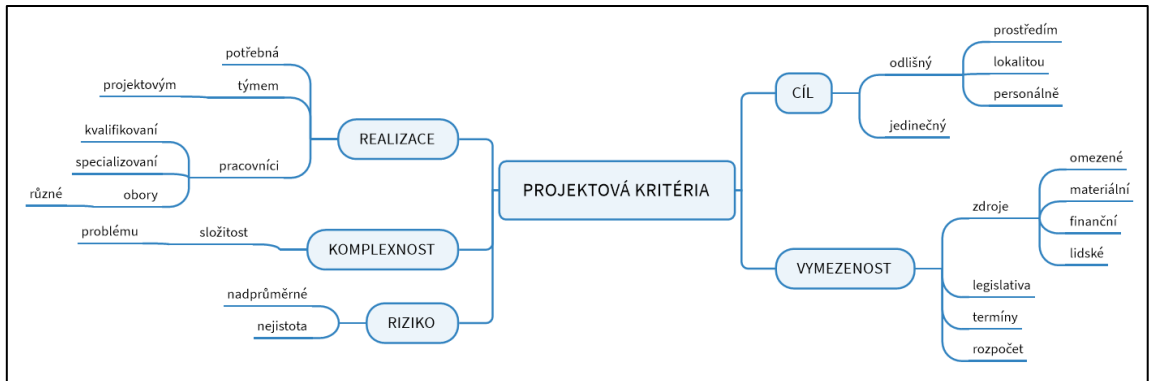 PROJEKTOVÁ KRITÉRIA
REALIZACE
potřebná
týmem
projektovým
pracovníci
kvalifikovaní
specializovaní
obory
různé
KOMPLEXNOST
složitost
problému
RIZIKO
nadprůměrné
nejistota
CÍL
odlišný
prostředím
lokalitou
personálně
jedinečný
VYMEZENOST
zdroje
omezené
materiální
finanční
lidské
legislativa
termíny
rozpočet